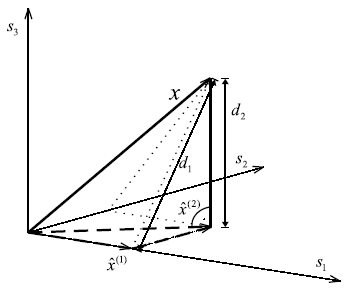 s₃
x
d₂
s₂
d₁
x̂⁽²⁾
x̂⁽¹⁾
s₁